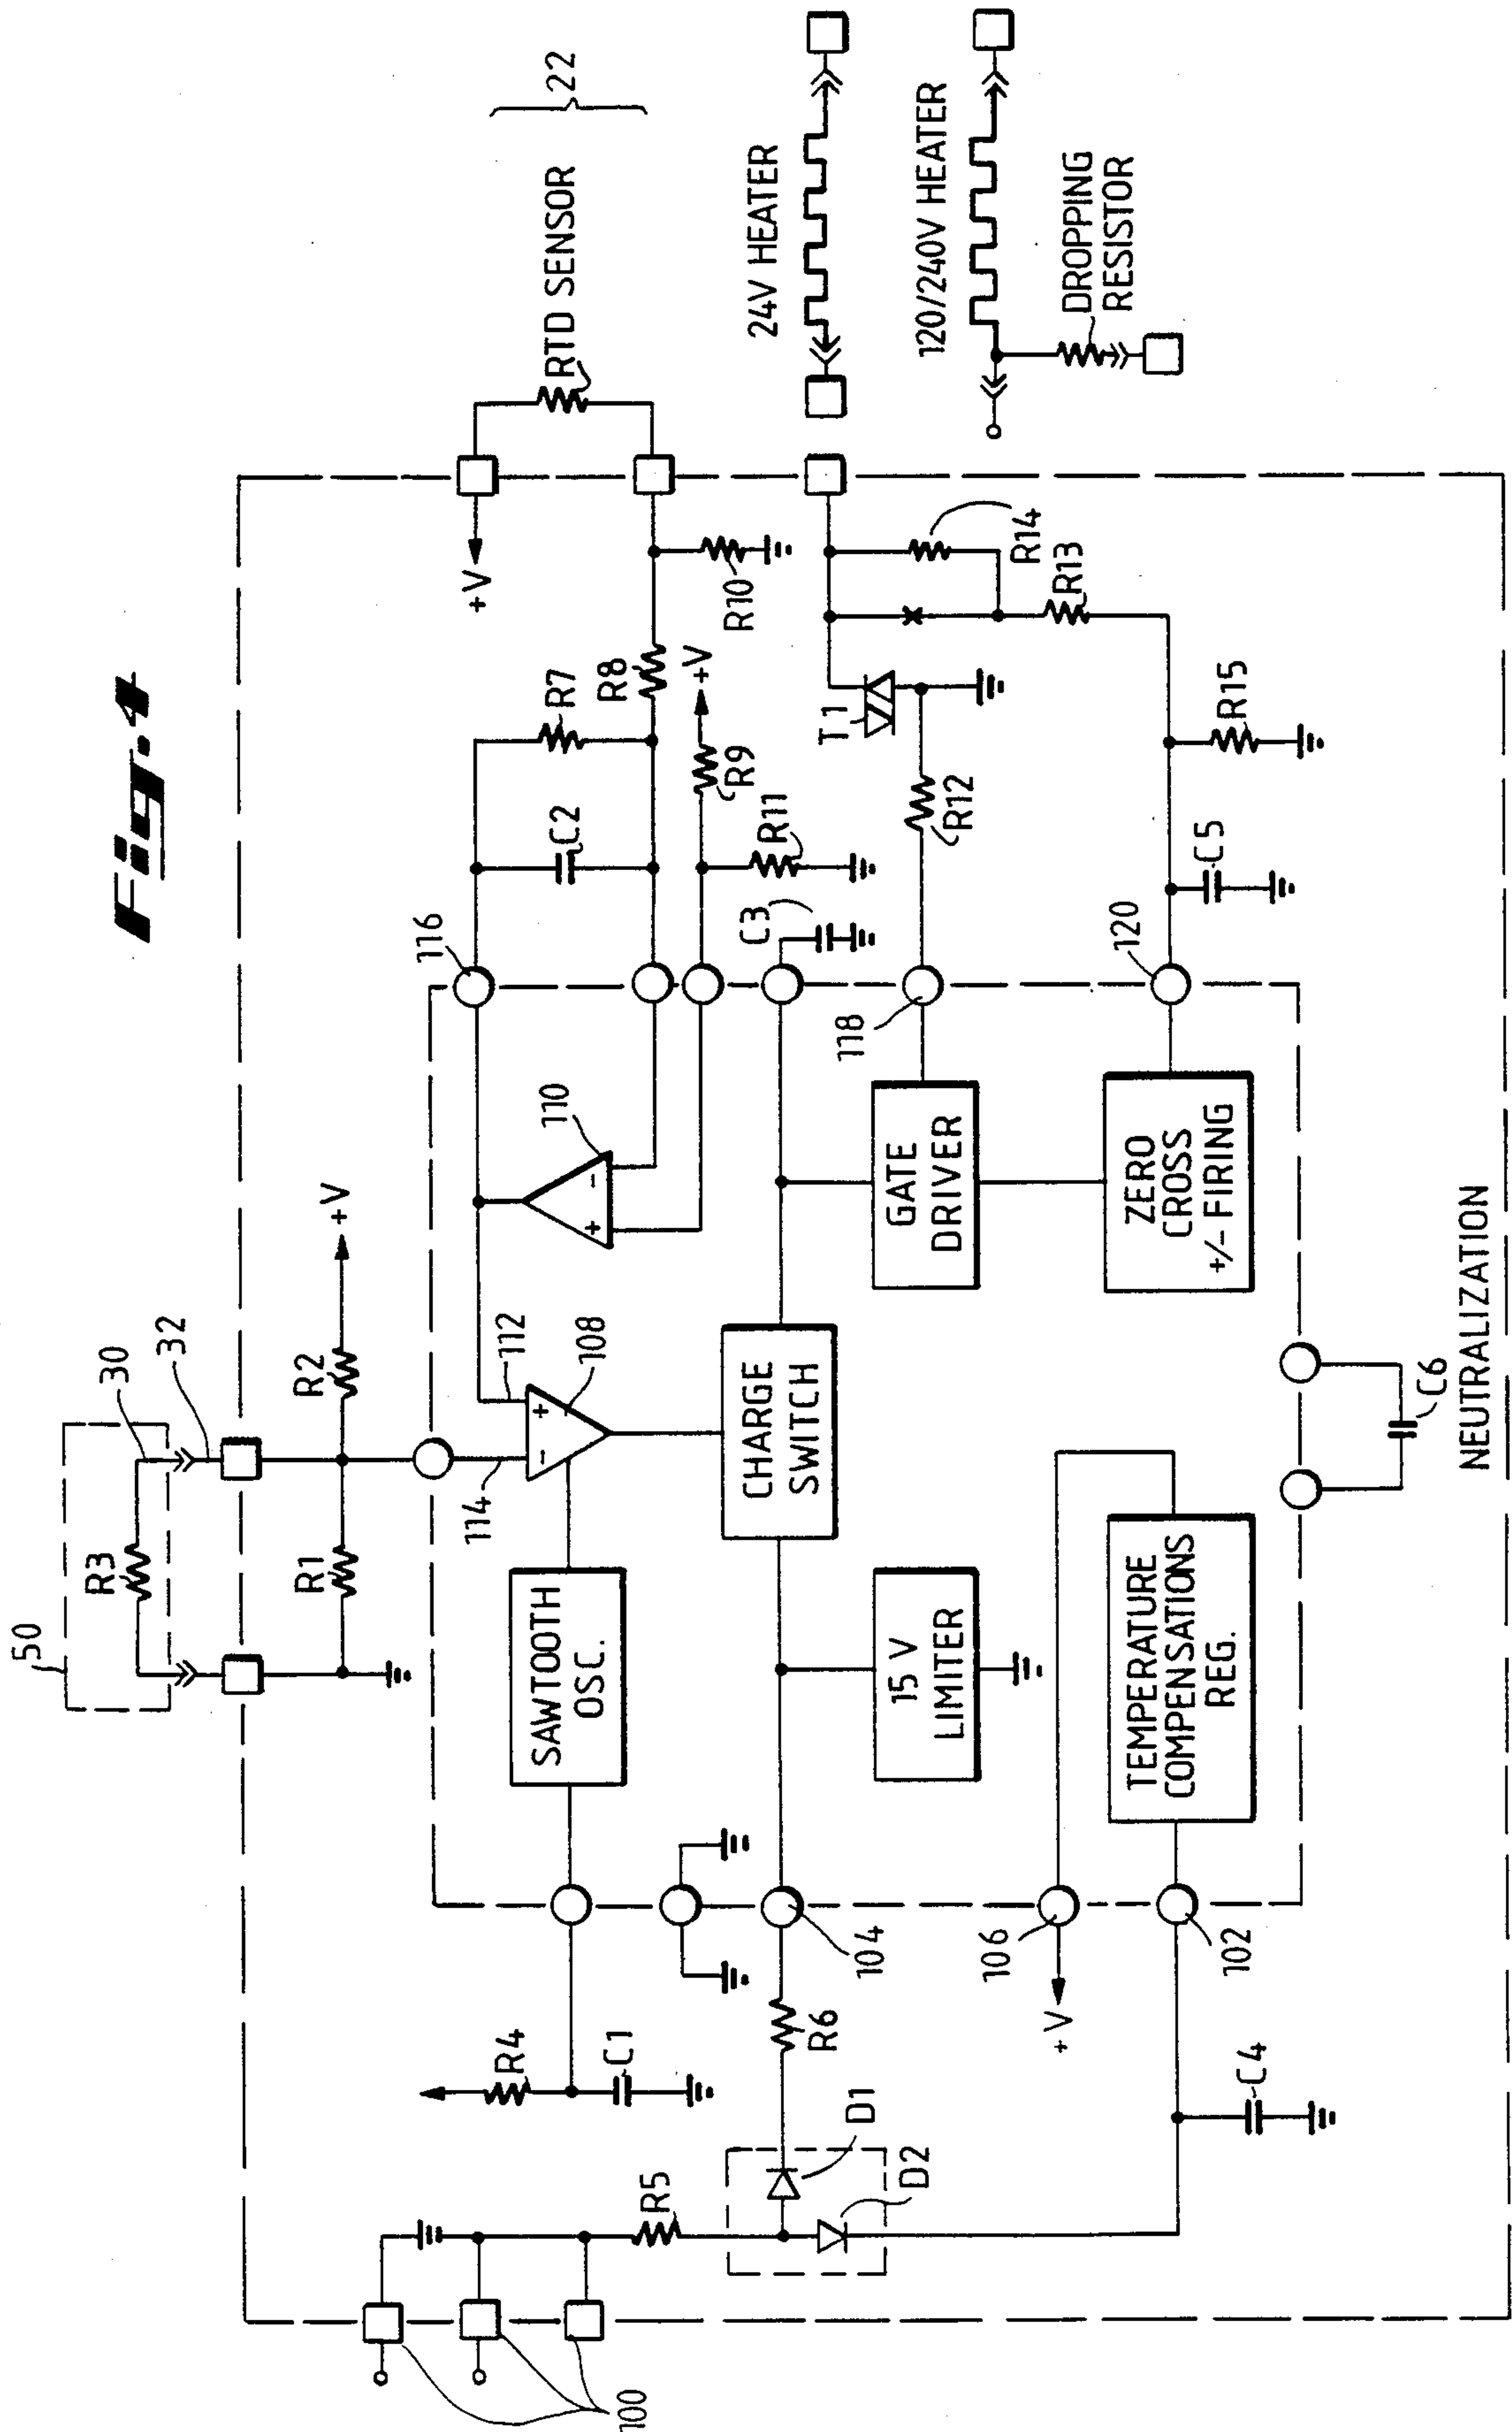 Fig. 4
50
R3
30
32
R1
R2
+V
114
112
108
110
116
SAWTOOTH
OSC.
CHARGE
SWITCH
15 V
LIMITER
GATE
DRIVER
ZERO
CROSS
+/- FIRING
TEMPERATURE
COMPENSATIONS
REG.
+
-
+
-
100
R5
R4
C1
D1
D2
R6
104
106
+V
102
C4
C6
NEUTRALIZATION
C2
R7
R8
+V
R9
R11
C3
R10
+V
118
R12
T1
R14
R13
R15
C5
120
RTD SENSOR
22
24V HEATER
120/240V HEATER
DROPPING
RESISTOR